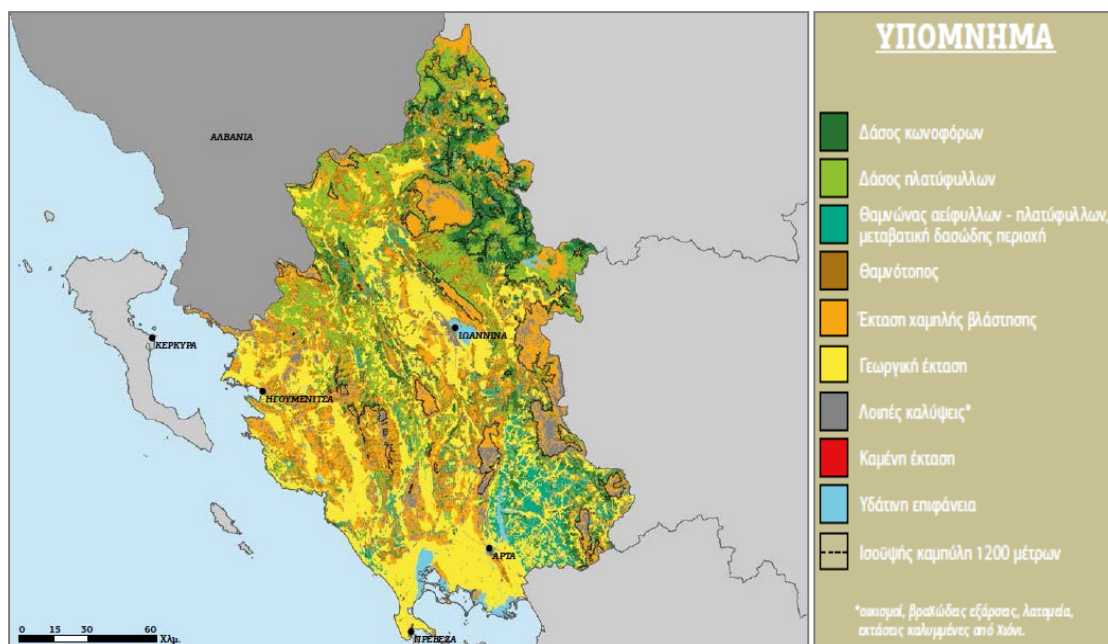 ΑΛΒΑΝΙΑ
ΚΕΡΚΥΡΑ
ΙΩΑΝΝΙΝΑ
ΗΓΟΥΜΕΝΙΤΣΑ
ΑΡΤΑ
ΠΡΕΒΕΖΑ
0 15 30 60
Χλμ.
ΥΠΟΜΝΗΜΑ
Δάσος κωνοφόρων
Δάσος πλατύφυλλων
Θαμνώνας αείφυλλων - πλατύφυλλων,
μεταβατική δασώδης περιοχή
Θαμνότοπος
Έκταση χαμηλής βλάστησης
Γεωργική έκταση
Λοιπές καλύψεις*
Καμένη έκταση
Υδάτινη επιφάνεια
Ισοϋψής καμπύλη 1200 μέτρων
*οικισμοί, βραχώδεις εξάρσεις, λατομεία,
εκτάσεις καλυμμένες από χιόνι.